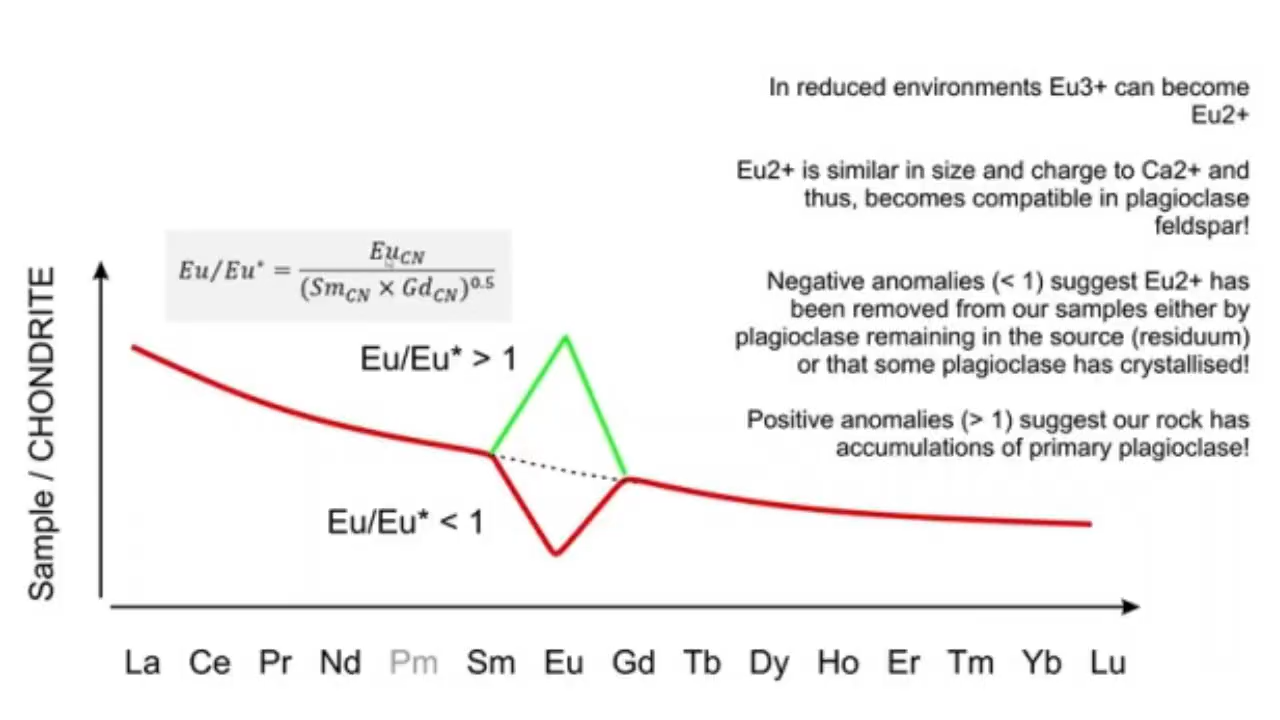 In reduced environments Eu3+ can become
Eu2+
Eu2+ is similar in size and charge to Ca2+ and
thus, becomes compatible in plagioclase
feldspar!
Negative anomalies (< 1) suggest Eu2+ has
been removed from our samples either by
plagioclase remaining in the source (residuum)
or that some plagioclase has crystallised!
Positive anomalies (> 1) suggest our rock has
accumulations of primary plagioclase!
Eu/Eu* = Eu_CN / (Sm_CN × Gd_CN)^0.5
Eu/Eu* > 1
Eu/Eu* < 1
Sample / CHONDRITE
La Ce Pr Nd Pm Sm Eu Gd Tb Dy Ho Er Tm Yb Lu